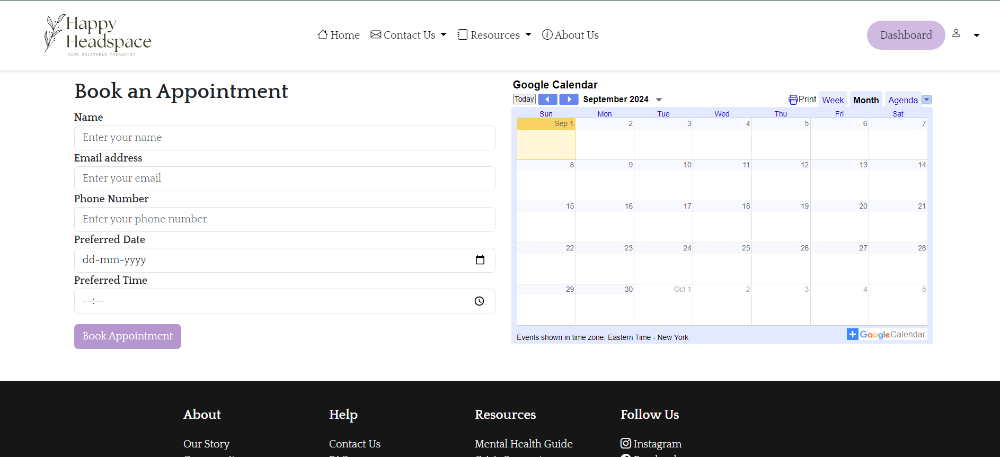 Happy
Headspace
YOUR RELATABLE THERAPIST
Home Contact Us Resources About Us
Dashboard
Book an Appointment
Name
Enter your name
Email address
Enter your email
Phone Number
Enter your phone number
Preferred Date
dd-mm-yyyy
Preferred Time
--:--
Book Appointment
Google Calendar
Today September 2024 Print Week Month Agenda
Sun Mon Tue Wed Thu Fri Sat
Sep 1 2 3 4 5 6 7
8 9 10 11 12 13 14
15 16 17 18 19 20 21
22 23 24 25 26 27 28
29 30 Oct 1 2 3 4 5
Events shown in time zone: Eastern Time - New York
Google Calendar
About Help Resources Follow Us
Our Story Contact Us Mental Health Guide Instagram